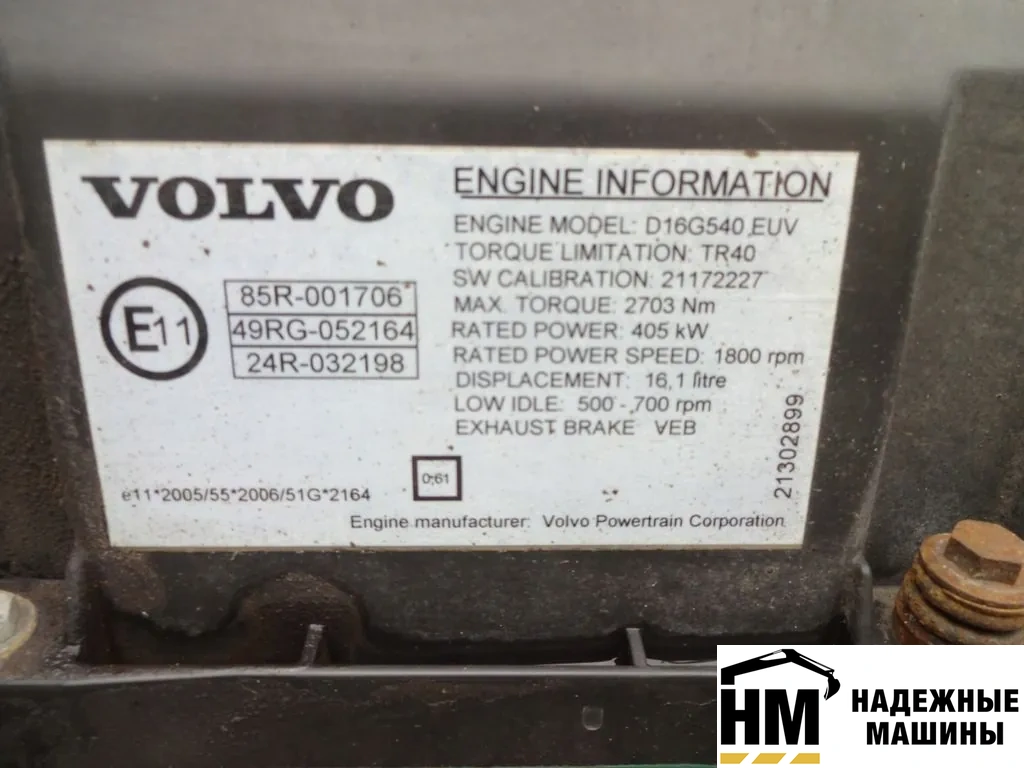 VOLVO
ENGINE INFORMATION
ENGINE MODEL: D16G540 EUV
TORQUE LIMITATION: TR40
SW CALIBRATION: 21172227
MAX. TORQUE: 2703 Nm
RATED POWER: 405 kW
RATED POWER SPEED: 1800 rpm
DISPLACEMENT: 16,1 litre
LOW IDLE: 500 - 700 rpm
EXHAUST BRAKE VEB
E11
85R-001706
49RG-052164
24R-032198
21302899
0,61
e11*2005/55*2006/51G*2164
Engine manufacturer: Volvo Powertrain Corporation
НМ
НАДЕЖНЫЕ
МАШИНЫ